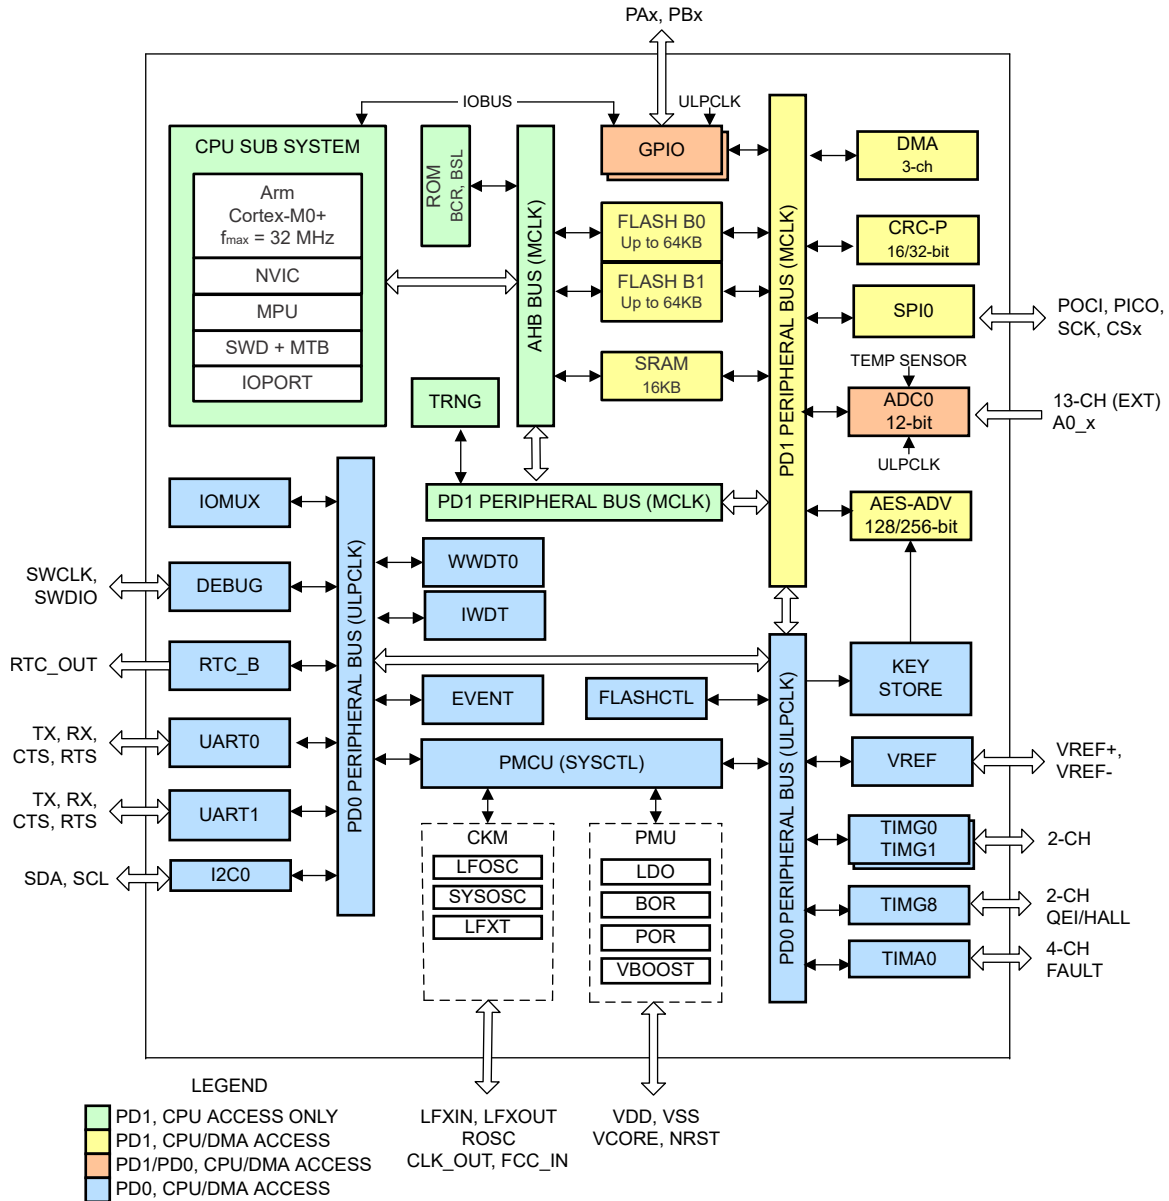 PAx, PBx
IOBUS
ULPCLK
CPU SUB SYSTEM
Arm
Cortex-M0+
fmax = 32 MHz
NVIC
MPU
SWD + MTB
IOPORT
ROM
BCR, BSL
AHB BUS (MCLK)
GPIO
FLASH B0
Up to 64KB
FLASH B1
Up to 64KB
SRAM
16KB
TRNG
PD1 PERIPHERAL BUS (MCLK)
PD1 PERIPHERAL BUS (MCLK)
DMA
3-ch
CRC-P
16/32-bit
SPI0
POCI, PICO,
SCK, CSx
TEMP SENSOR
ADC0
12-bit
13-CH (EXT)
A0_x
ULPCLK
AES-ADV
128/256-bit
IOMUX
SWCLK,
SWDIO
DEBUG
RTC_OUT
RTC_B
TX, RX,
CTS, RTS
UART0
TX, RX,
CTS, RTS
UART1
SDA, SCL
I2C0
PD0 PERIPHERAL BUS (ULPCLK)
WWDT0
IWDT
EVENT
FLASHCTL
PMCU (SYSCTL)
CKM
LFOSC
SYSOSC
LFXT
PMU
LDO
BOR
POR
VBOOST
PD0 PERIPHERAL BUS (ULPCLK)
KEY
STORE
VREF
VREF+,
VREF-
TIMG0
TIMG1
2-CH
TIMG8
2-CH
QEI/HALL
TIMA0
4-CH
FAULT
LFXIN, LFXOUT
ROSC
CLK_OUT, FCC_IN
VDD, VSS
VCORE, NRST
LEGEND
PD1, CPU ACCESS ONLY
PD1, CPU/DMA ACCESS
PD1/PD0, CPU/DMA ACCESS
PD0, CPU/DMA ACCESS